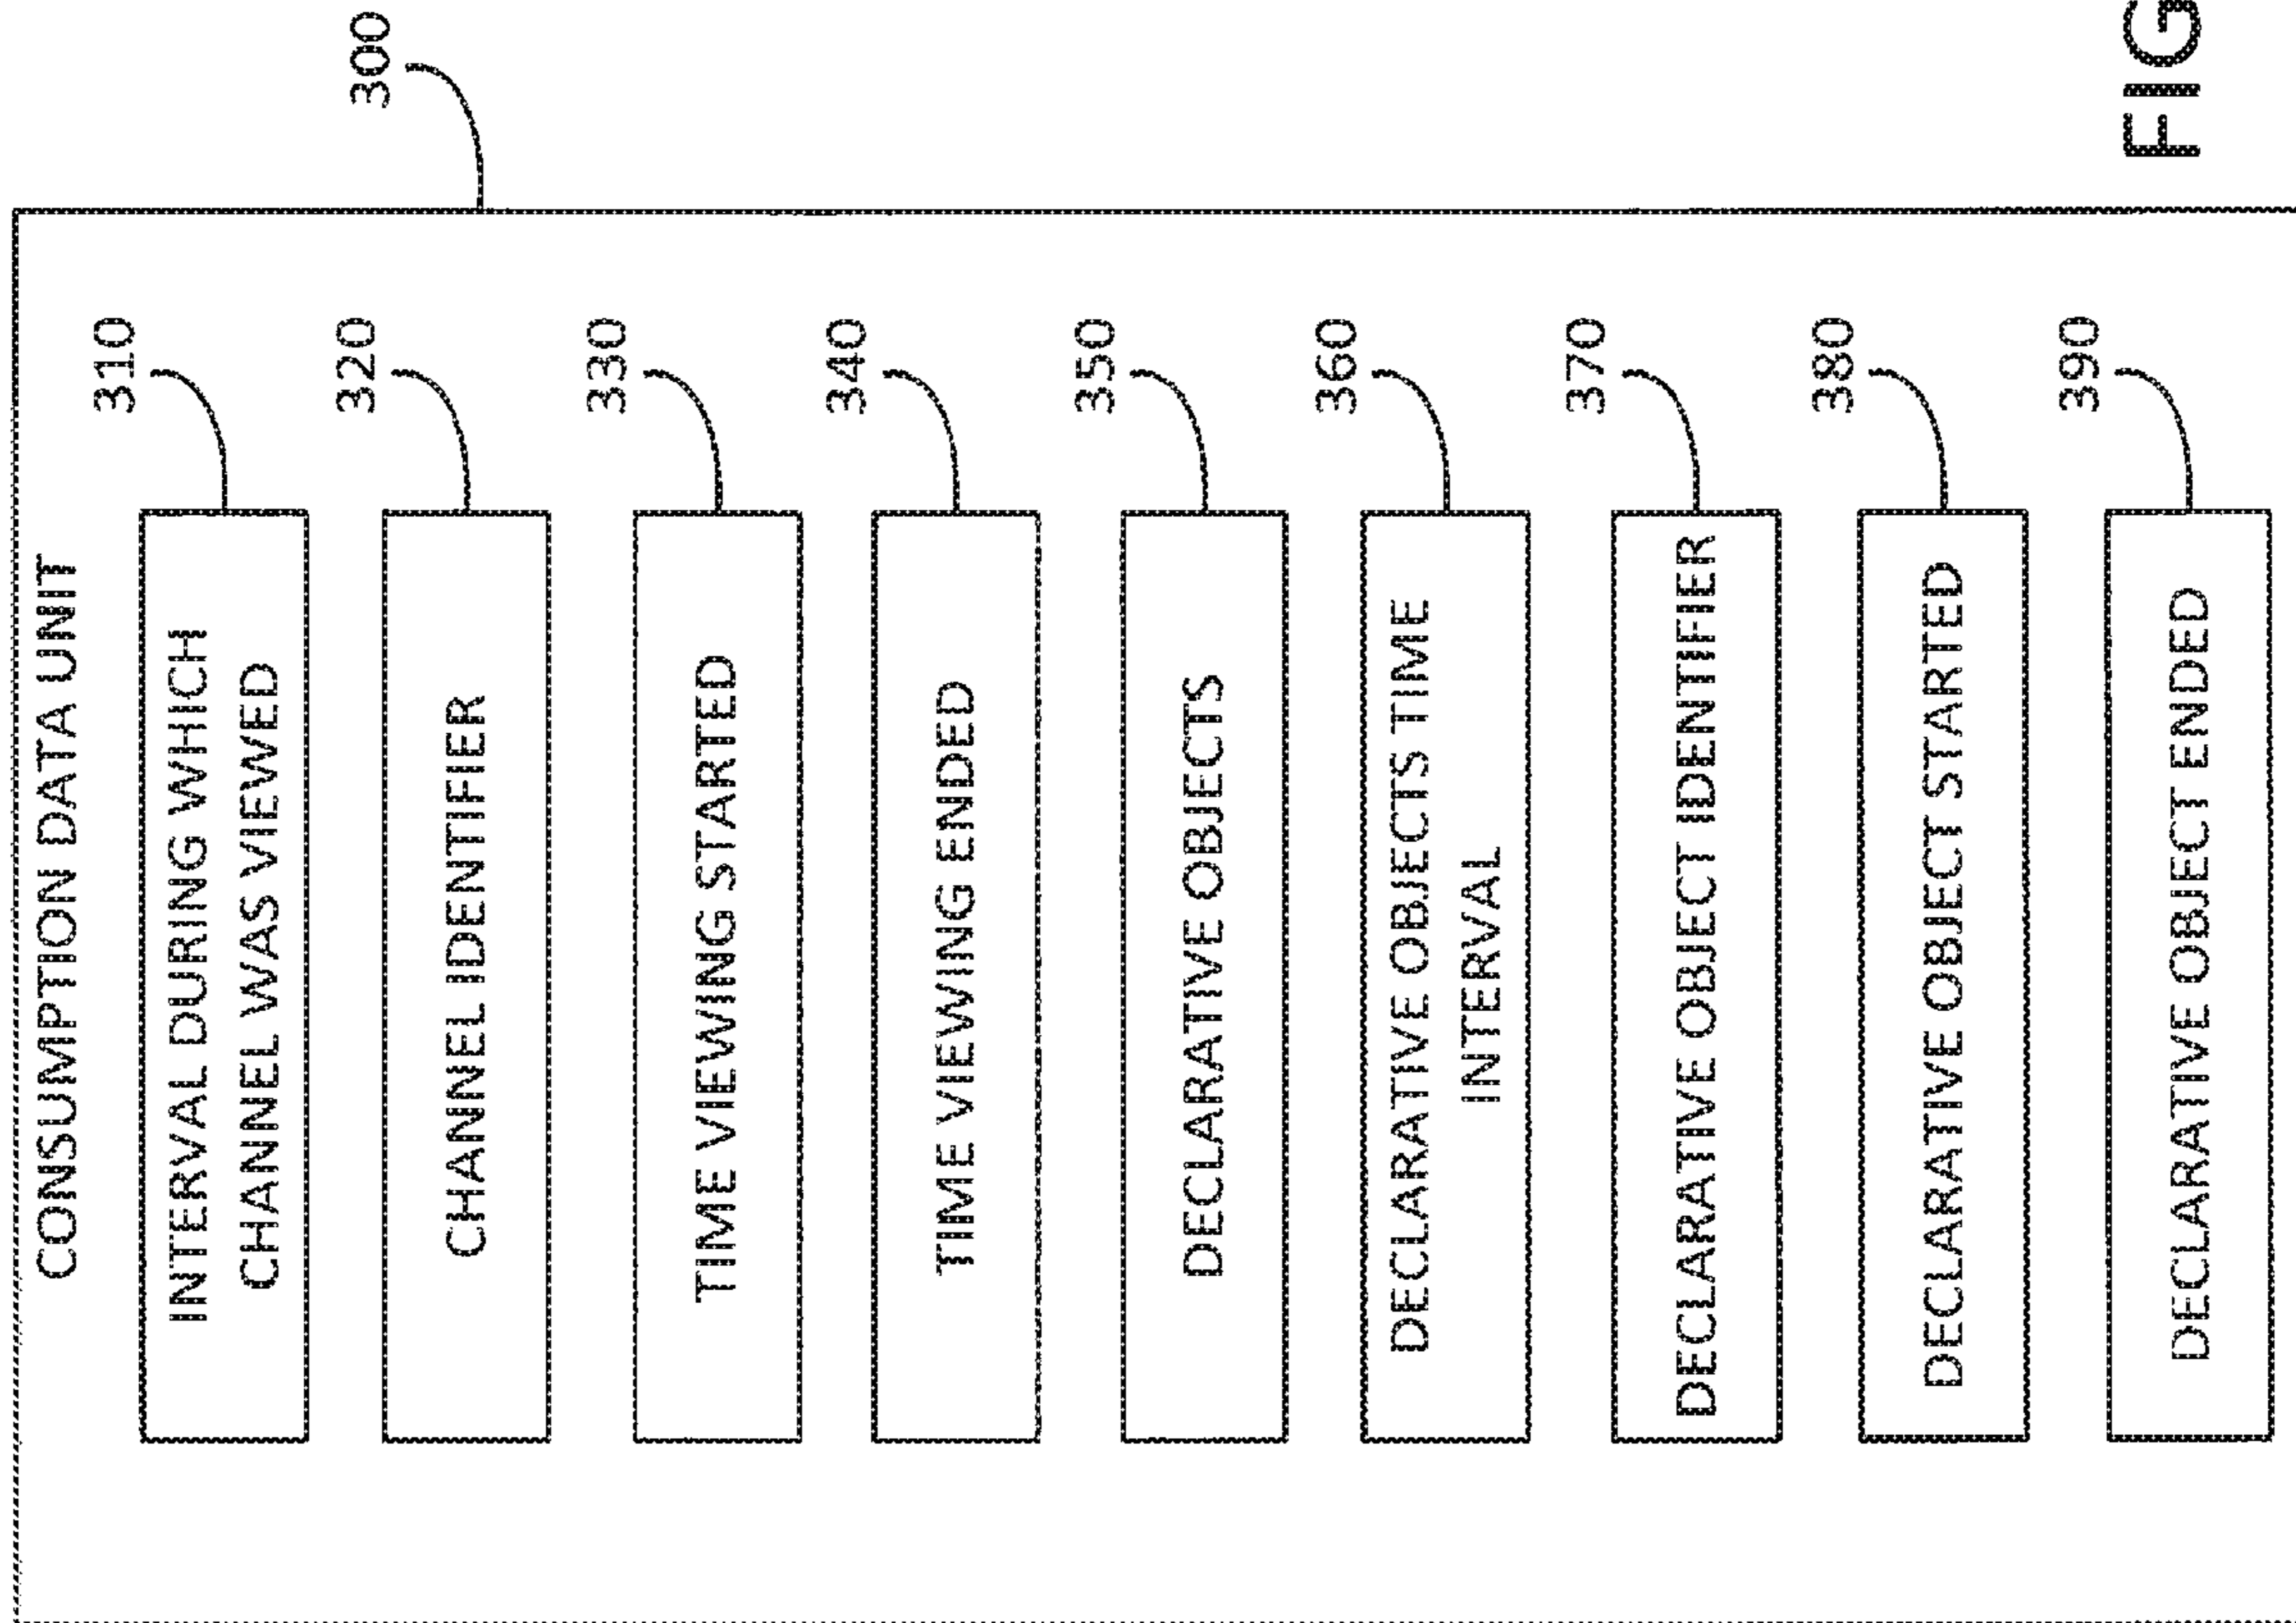 300
CONSUMPTION DATA UNIT
310
INTERVAL DURING WHICH
CHANNEL WAS VIEWED
320
CHANNEL IDENTIFIER
330
TIME VIEWING STARTED
340
TIME VIEWING ENDED
350
DECLARATIVE OBJECTS
360
DECLARATIVE OBJECTS TIME
INTERVAL
370
DECLARATIVE OBJECT IDENTIFIER
380
DECLARATIVE OBJECT STARTED
390
DECLARATIVE OBJECT ENDED
FIG